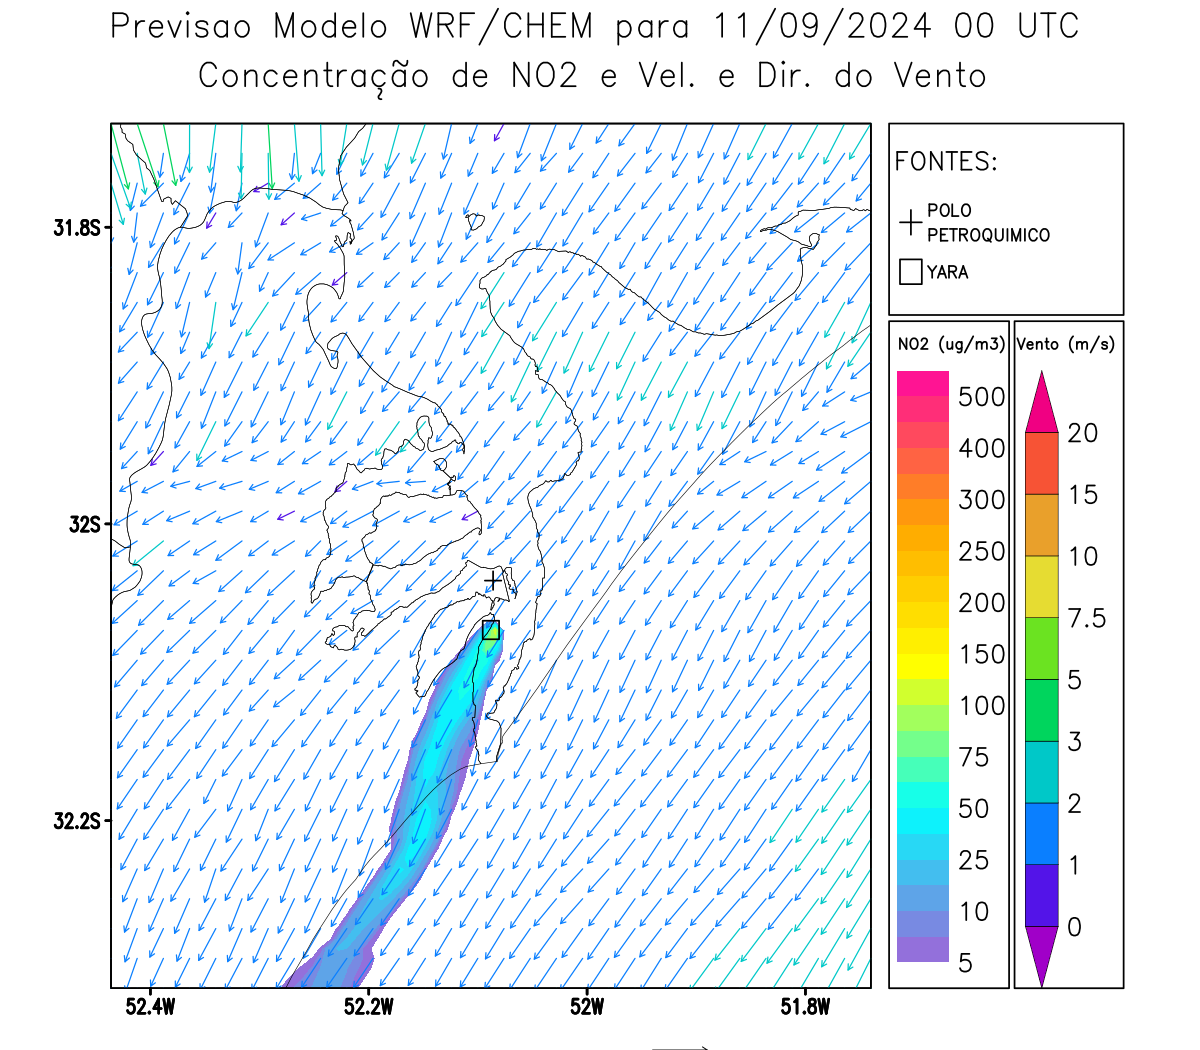 Previsao Modelo WRF/CHEM para 11/09/2024 00 UTC
Concentração de NO2 e Vel. e Dir. do Vento
FONTES:
POLO
PETROQUIMICO
YARA
NO2 (ug/m3)
500
400
300
250
200
150
100
75
50
25
10
5
Vento (m/s)
20
15
10
7.5
5
3
2
1
0
31.8S
32S
32.2S
52.4W
52.2W
52W
51.8W